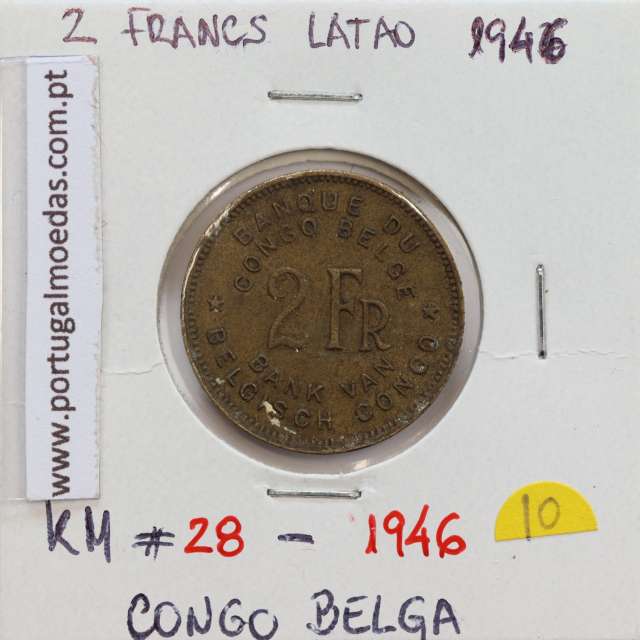 2 FRANCS LATAO 1946
www.portugalmoedas.com.pt
BANQUE DU
CONGO BELGE
2 FR
BANK VAN
BELGISCH CONGO
KM #28 - 1946
10
CONGO BELGA